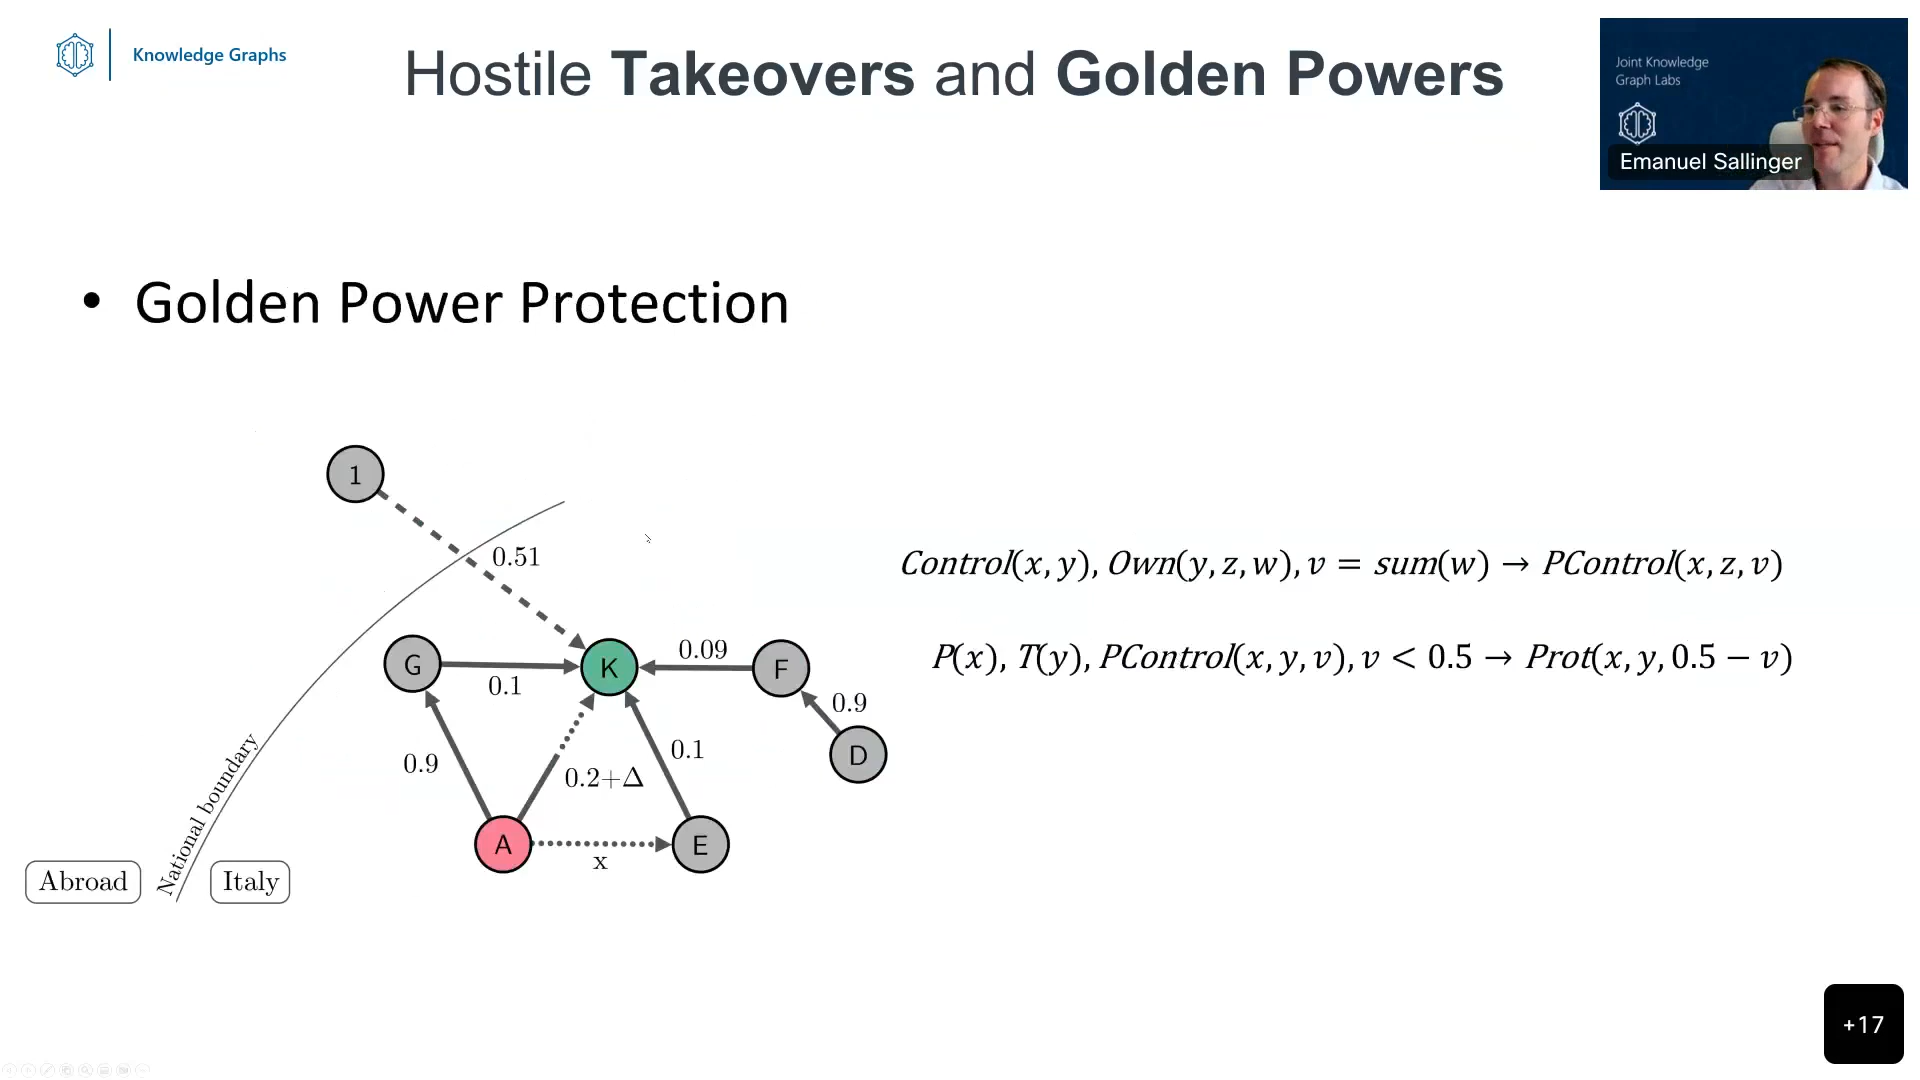 Knowledge Graphs
Hostile Takeovers and Golden Powers
Joint Knowledge
Graph Labs
Emanuel Sallinger
• Golden Power Protection
1
0.51
Control(x, y), Own(y, z, w), v = sum(w) → PControl(x, z, v)
G
K
F
0.09
0.1
P(x), T(y), PControl(x, y, v), v < 0.5 → Prot(x, y, 0.5 − v)
0.9
D
0.9
0.2+Δ
0.1
A
E
x
National boundary
Abroad
Italy
+17